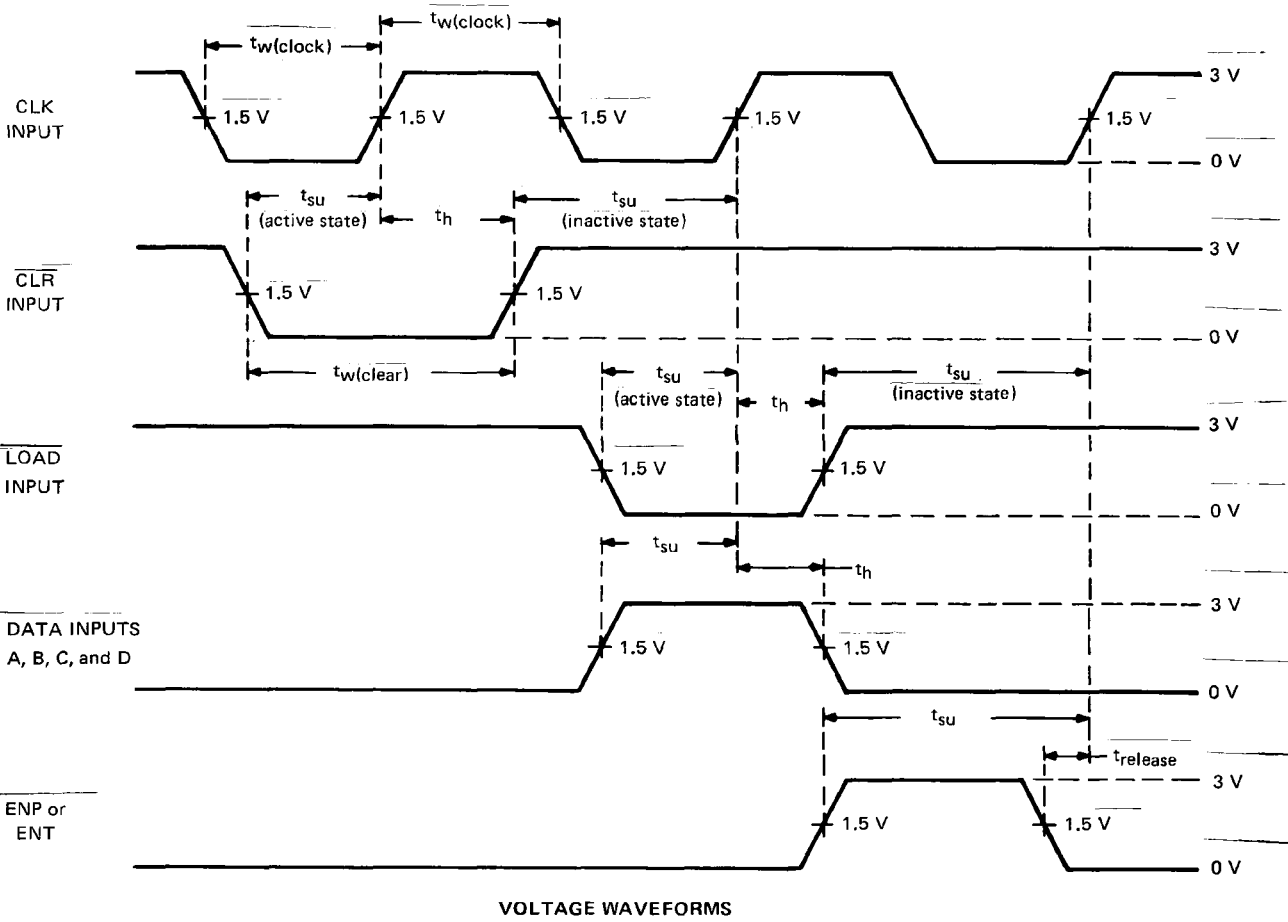 tw(clock)
tw(clock)
CLK
INPUT
1.5 V
1.5 V
1.5 V
1.5 V
1.5 V
3 V
0 V
tsu
(active state)
th
tsu
(inactive state)
CLR
INPUT
1.5 V
1.5 V
3 V
0 V
tw(clear)
tsu
(active state)
th
tsu
(inactive state)
LOAD
INPUT
1.5 V
1.5 V
3 V
0 V
tsu
th
DATA INPUTS
A, B, C, and D
1.5 V
1.5 V
3 V
0 V
tsu
trelease
ENP or
ENT
1.5 V
1.5 V
3 V
0 V
VOLTAGE WAVEFORMS